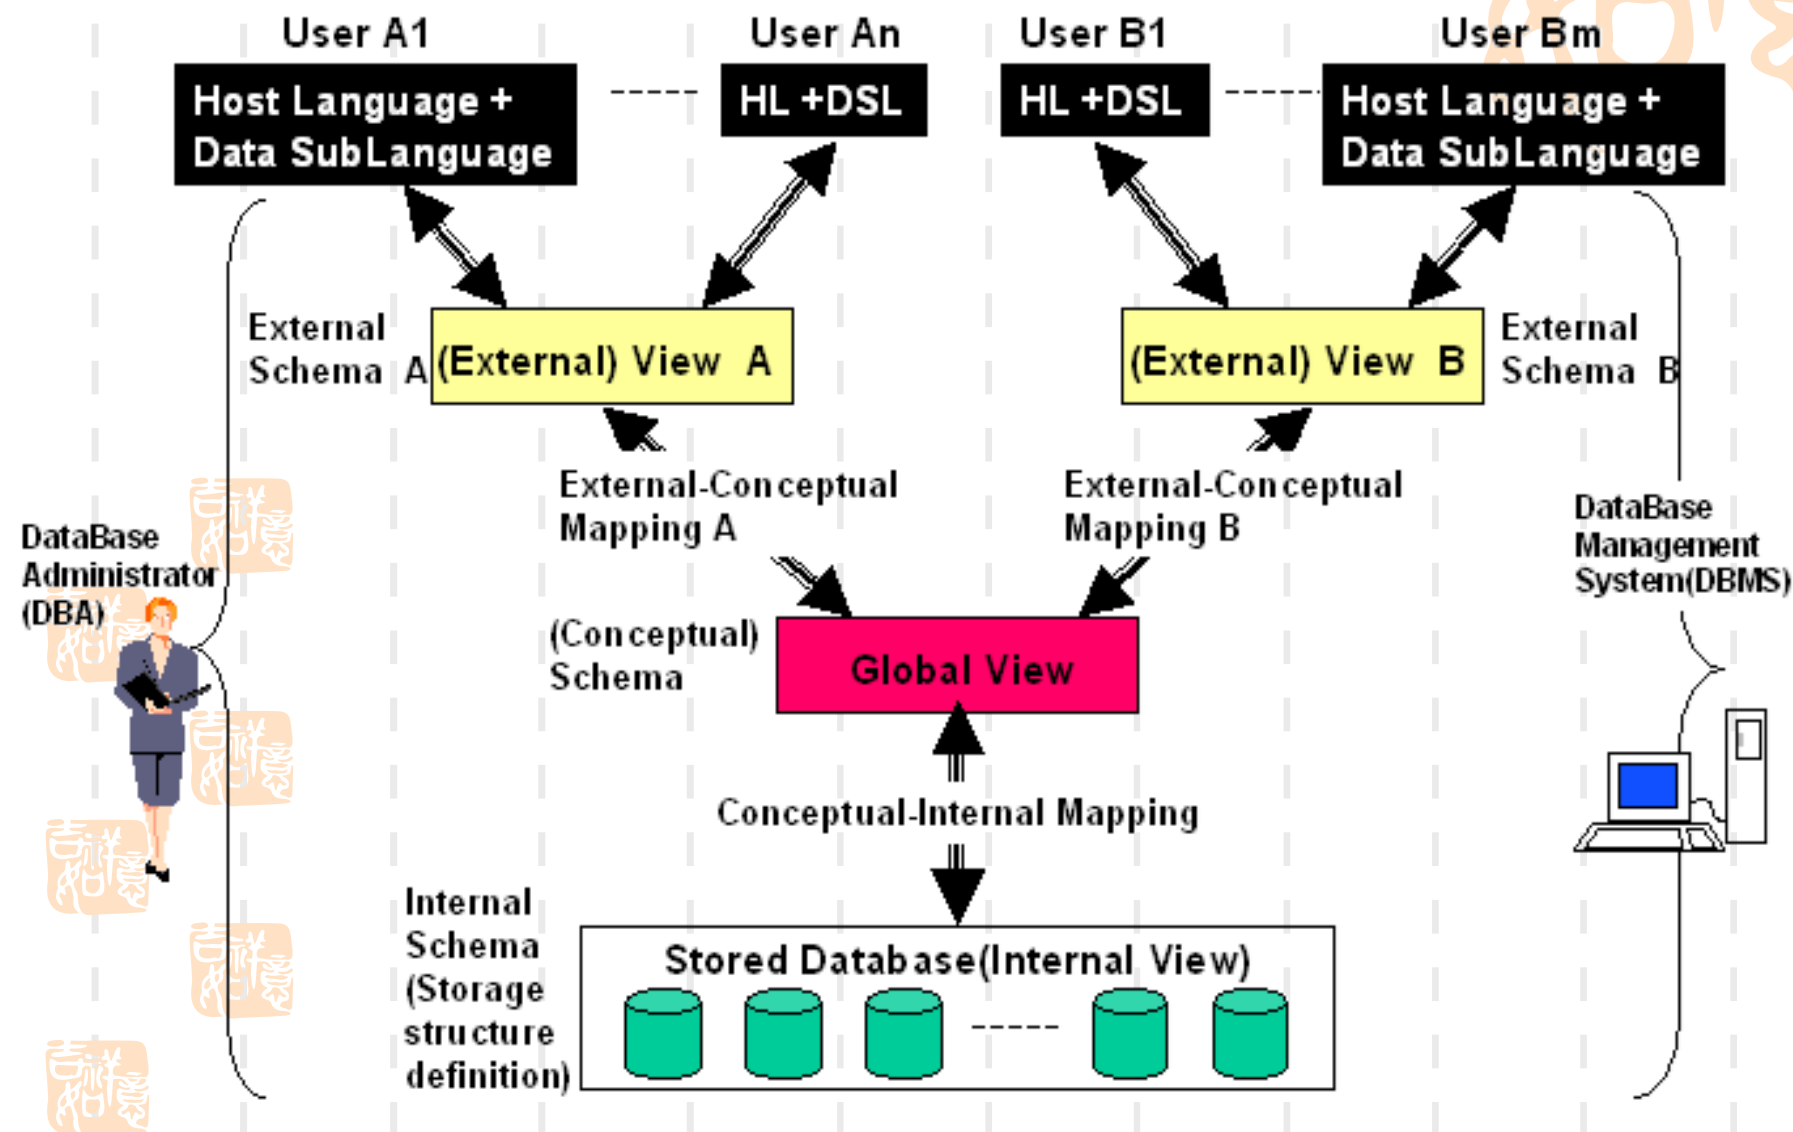 User A1
User An
User B1
User Bm
Host Language +
Data SubLanguage
HL +DSL
HL +DSL
Host Language +
Data SubLanguage
External
Schema A
(External) View A
(External) View B
External
Schema B
External-Conceptual
Mapping A
External-Conceptual
Mapping B
DataBase
Administrator
(DBA)
DataBase
Management
System(DBMS)
(Conceptual)
Schema
Global View
Conceptual-Internal Mapping
Internal
Schema
(Storage
structure
definition)
Stored Database(Internal View)